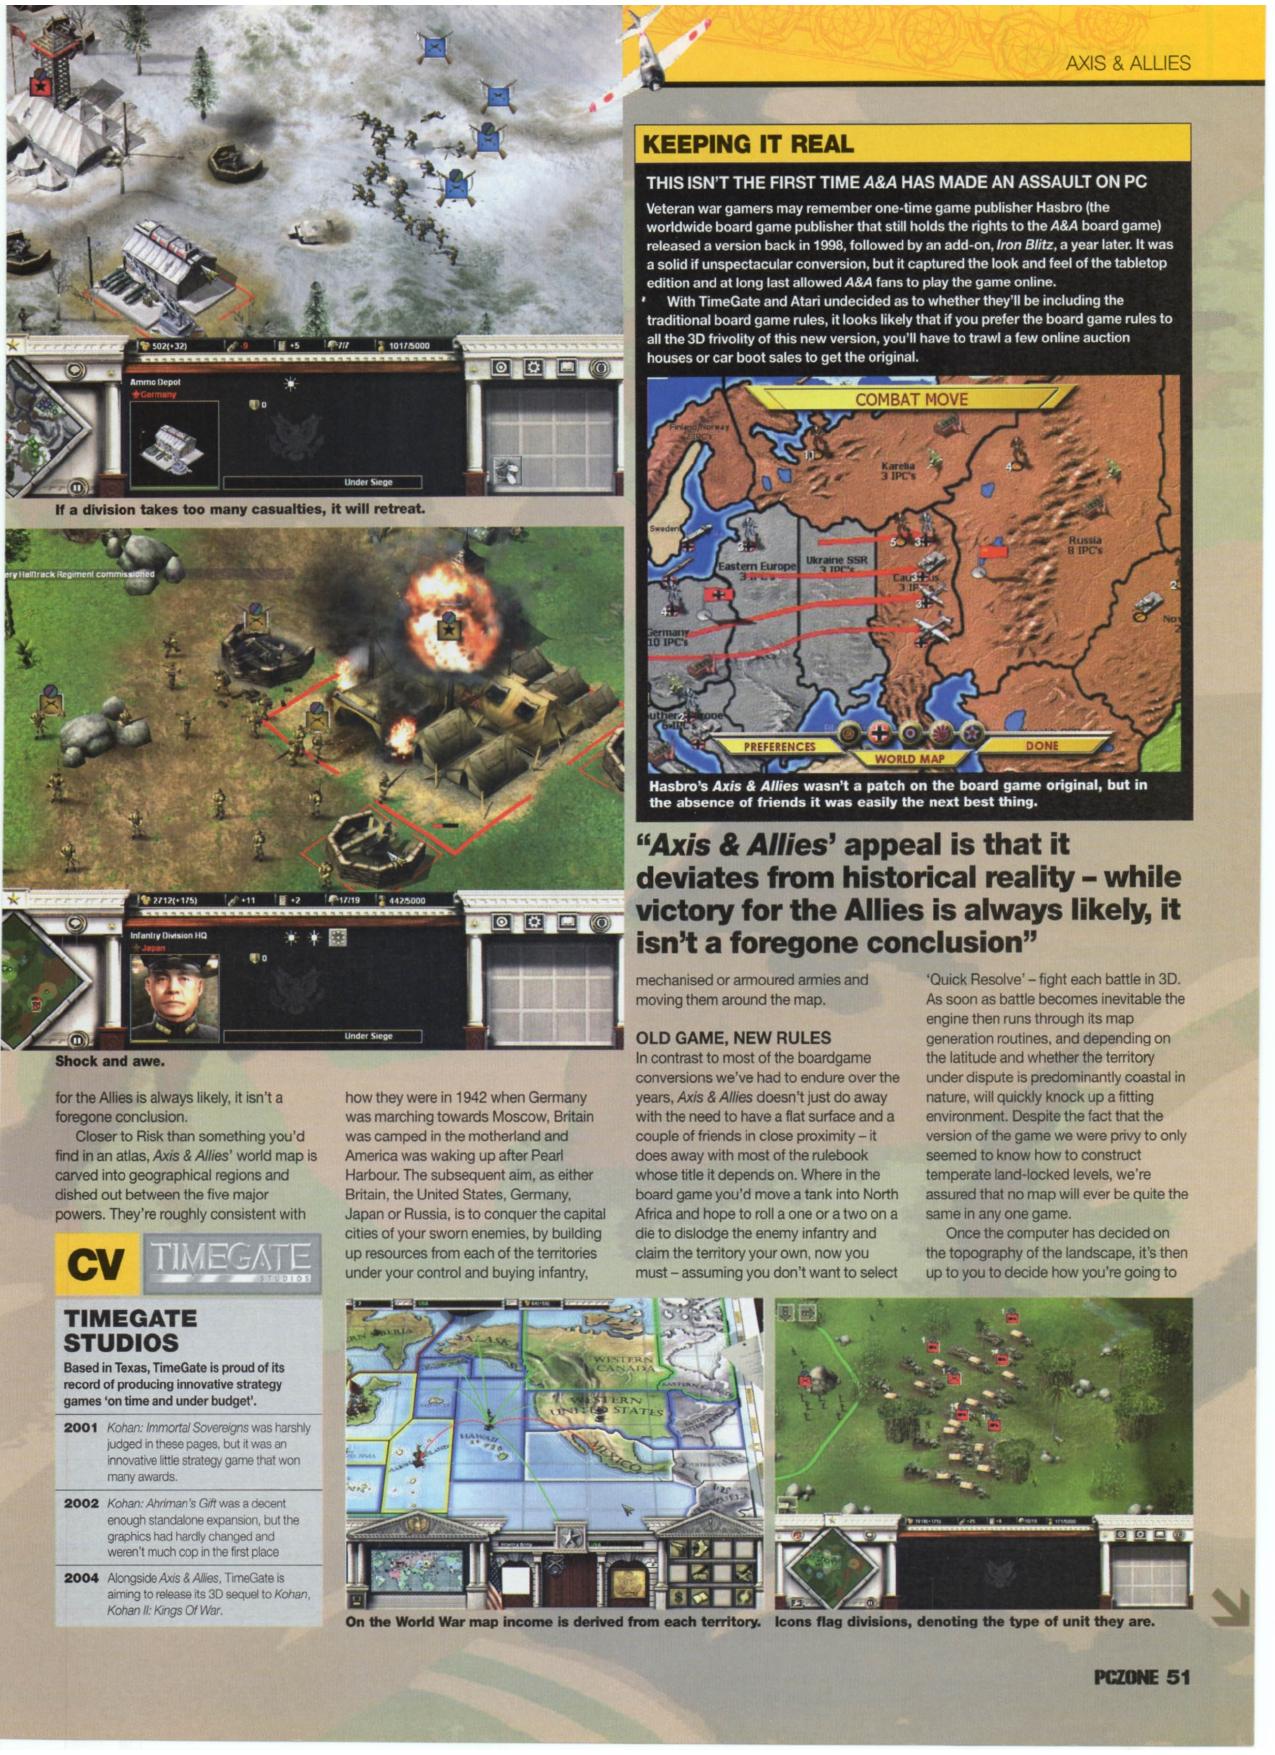 AXIS & ALLIES
502(+32)
-9
+5
7/7
1017/5000
Ammo Depot
Germany
0
Under Siege
If a division takes too many casualties, it will retreat.
ery Halftrack Regiment commissioned
2712(+175)
+11
+2
17/19
442/5000
Infantry Division HQ
Japan
0
Under Siege
Shock and awe.
KEEPING IT REAL
THIS ISN'T THE FIRST TIME A&A HAS MADE AN ASSAULT ON PC
Veteran war gamers may remember one-time game publisher Hasbro (the
worldwide board game publisher that still holds the rights to the A&A board game)
released a version back in 1998, followed by an add-on, Iron Blitz, a year later. It was
a solid if unspectacular conversion, but it captured the look and feel of the tabletop
edition and at long last allowed A&A fans to play the game online.
With TimeGate and Atari undecided as to whether they'll be including the
traditional board game rules, it looks likely that if you prefer the board game rules to
all the 3D frivolity of this new version, you'll have to trawl a few online auction
houses or car boot sales to get the original.
COMBAT MOVE
Finland/Norway
Karelia
3 IPC's
Sweden
Eastern Europe
3 IPC's
Ukraine SSR
3 IPC's
Russia
8 IPC's
Germany
10 IPC's
PREFERENCES
WORLD MAP
DONE
Hasbro's Axis & Allies wasn't a patch on the board game original, but in
the absence of friends it was easily the next best thing.
"Axis & Allies' appeal is that it
deviates from historical reality – while
victory for the Allies is always likely, it
isn't a foregone conclusion"
for the Allies is always likely, it isn't a
foregone conclusion.
Closer to Risk than something you'd
find in an atlas, Axis & Allies' world map is
carved into geographical regions and
dished out between the five major
powers. They're roughly consistent with
how they were in 1942 when Germany
was marching towards Moscow, Britain
was camped in the motherland and
America was waking up after Pearl
Harbour. The subsequent aim, as either
Britain, the United States, Germany,
Japan or Russia, is to conquer the capital
cities of your sworn enemies, by building
up resources from each of the territories
under your control and buying infantry,
mechanised or armoured armies and
moving them around the map.
OLD GAME, NEW RULES
In contrast to most of the boardgame
conversions we've had to endure over the
years, Axis & Allies doesn't just do away
with the need to have a flat surface and a
couple of friends in close proximity – it
does away with most of the rulebook
whose title it depends on. Where in the
board game you'd move a tank into North
Africa and hope to roll a one or a two on a
die to dislodge the enemy infantry and
claim the territory your own, now you
must – assuming you don't want to select
'Quick Resolve' – fight each battle in 3D.
As soon as battle becomes inevitable the
engine then runs through its map
generation routines, and depending on
the latitude and whether the territory
under dispute is predominantly coastal in
nature, will quickly knock up a fitting
environment. Despite the fact that the
version of the game we were privy to only
seemed to know how to construct
temperate land-locked levels, we're
assured that no map will ever be quite the
same in any one game.
Once the computer has decided on
the topography of the landscape, it's then
up to you to decide how you're going to
CV
TIMEGATE
STUDIOS
TIMEGATE
STUDIOS
Based in Texas, TimeGate is proud of its
record of producing innovative strategy
games 'on time and under budget'.
2001 Kohan: Immortal Sovereigns was harshly
judged in these pages, but it was an
innovative little strategy game that won
many awards.
2002 Kohan: Ahriman's Gift was a decent
enough standalone expansion, but the
graphics had hardly changed and
weren't much cop in the first place
2004 Alongside Axis & Allies, TimeGate is
aiming to release its 3D sequel to Kohan,
Kohan II: Kings Of War.
ALASKA
WESTERN
CANADA
WESTERN
UNITED STATES
HAWAII
MEXICO
On the World War map income is derived from each territory.
Icons flag divisions, denoting the type of unit they are.
PCZONE 51